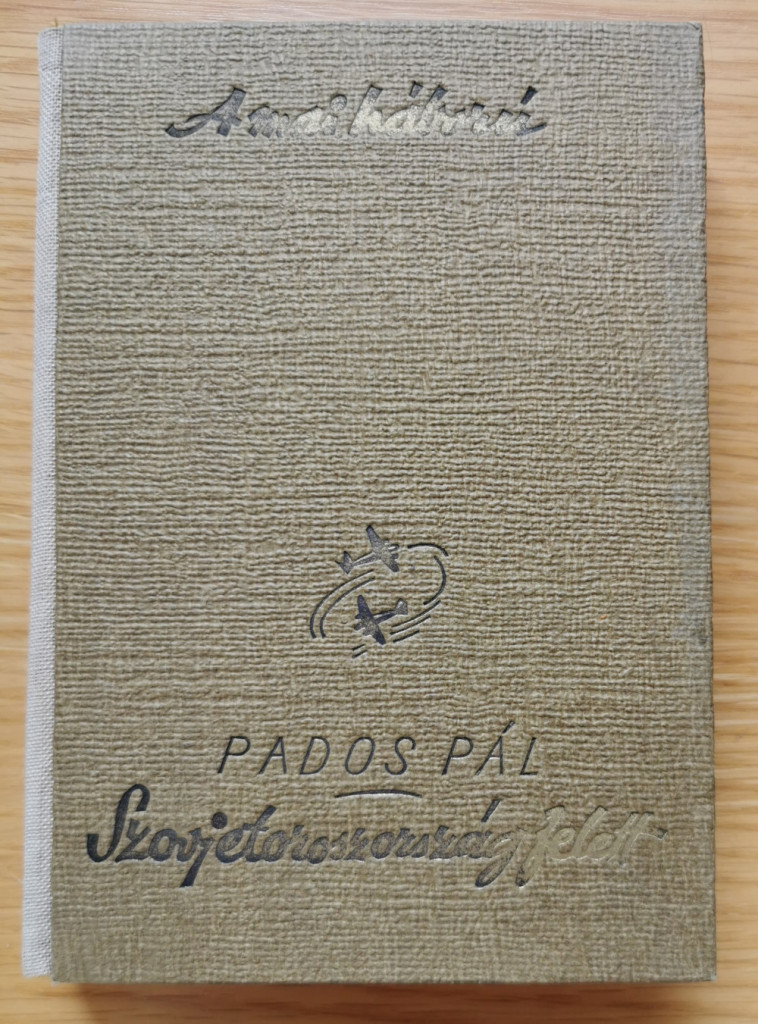 A mai háború
PADOS PÁL
Szovjetoroszország felett